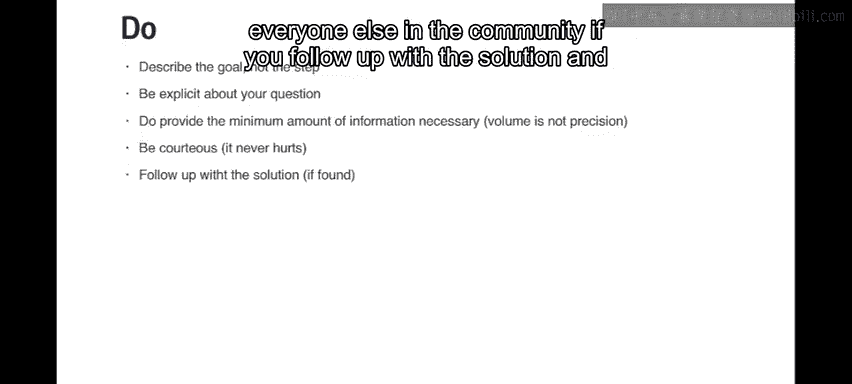 Do
everyone else in the community if
you follow up with the solution and
· Describe the goal, not the step
· Be explicit about your question
· Do provide the minimum amount of information necessary (volume is not precision)
· Be courteous (it never hurts)
· Follow up witht the solution (if found)